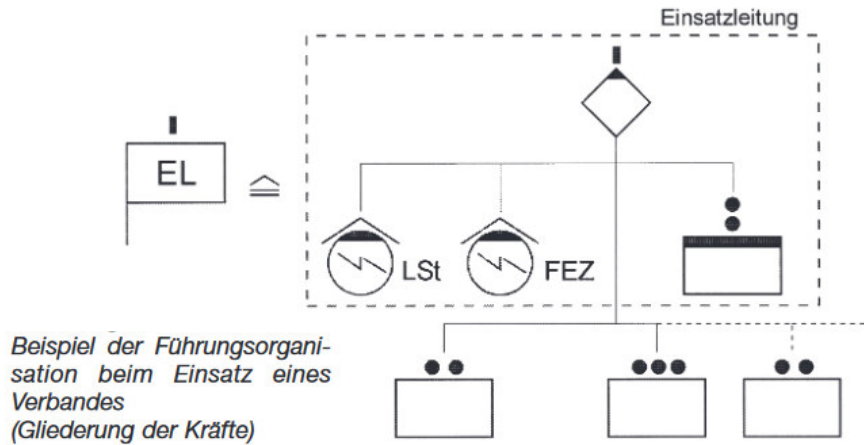 Einsatzleitung
EL
LSt
FEZ
Beispiel der Führungsorgani-
sation beim Einsatz eines
Verbandes
(Gliederung der Kräfte)